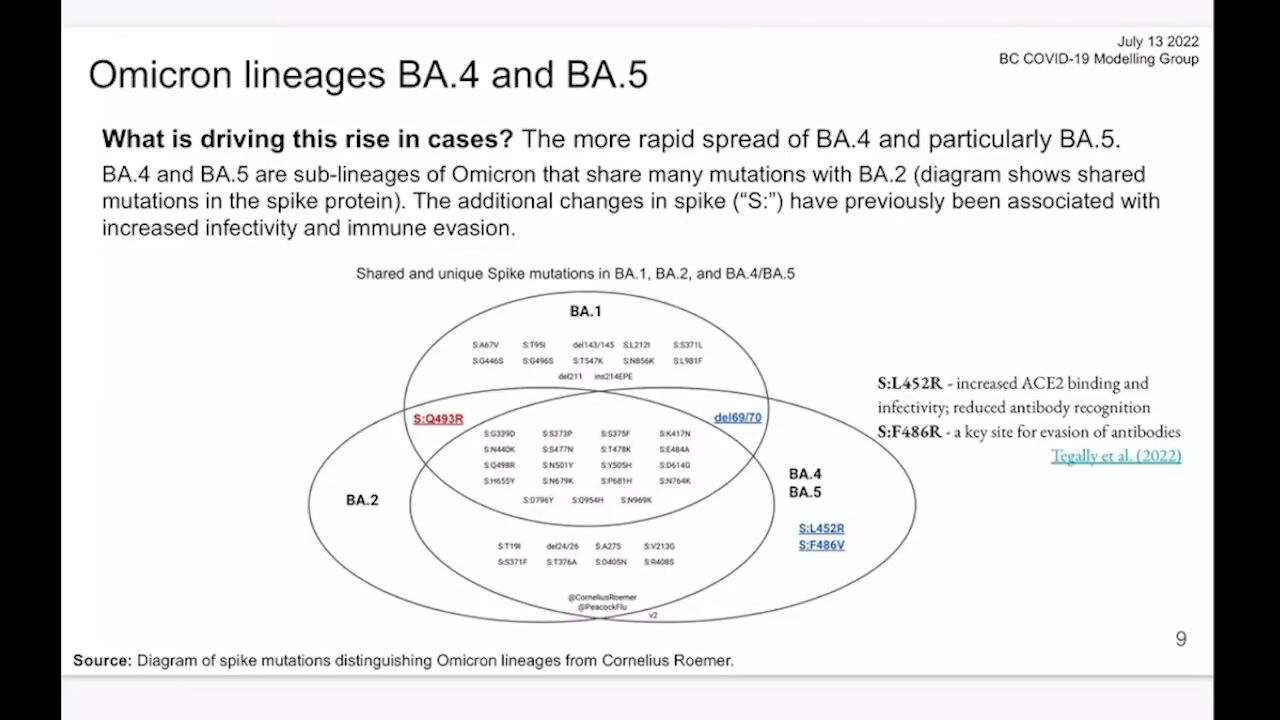 July 13 2022
BC COVID-19 Modelling Group
Omicron lineages BA.4 and BA.5
What is driving this rise in cases? The more rapid spread of BA.4 and particularly BA.5.
BA.4 and BA.5 are sub-lineages of Omicron that share many mutations with BA.2 (diagram shows shared
mutations in the spike protein). The additional changes in spike (“S:”) have previously been associated with
increased infectivity and immune evasion.
Shared and unique Spike mutations in BA.1, BA.2, and BA.4/BA.5
BA.1
S:A67V S:T95I del143/145 S:L212I S:S371L
S:G446S S:G496S S:T547K S:N856K S:L981F
del211 ins214EPE
S:Q493R
del69/70
S:G339D S:S373P S:S375F S:K417N
S:N440K S:S477N S:T478K S:E484A
S:Q498R S:N501Y S:Y505H S:D614G
S:H655Y S:N679K S:P681H S:N764K
S:D796Y S:Q954H S:N969K
BA.2
BA.4
BA.5
S:L452R
S:F486V
S:T19I del24/26 S:A27S S:V213G
S:S371F S:T376A S:D405N S:R408S
@CorneliusRoemer
@PeacockFlu
v2
S:L452R - increased ACE2 binding and
infectivity; reduced antibody recognition
S:F486R - a key site for evasion of antibodies
Tegally et al. (2022)
9
Source: Diagram of spike mutations distinguishing Omicron lineages from Cornelius Roemer.